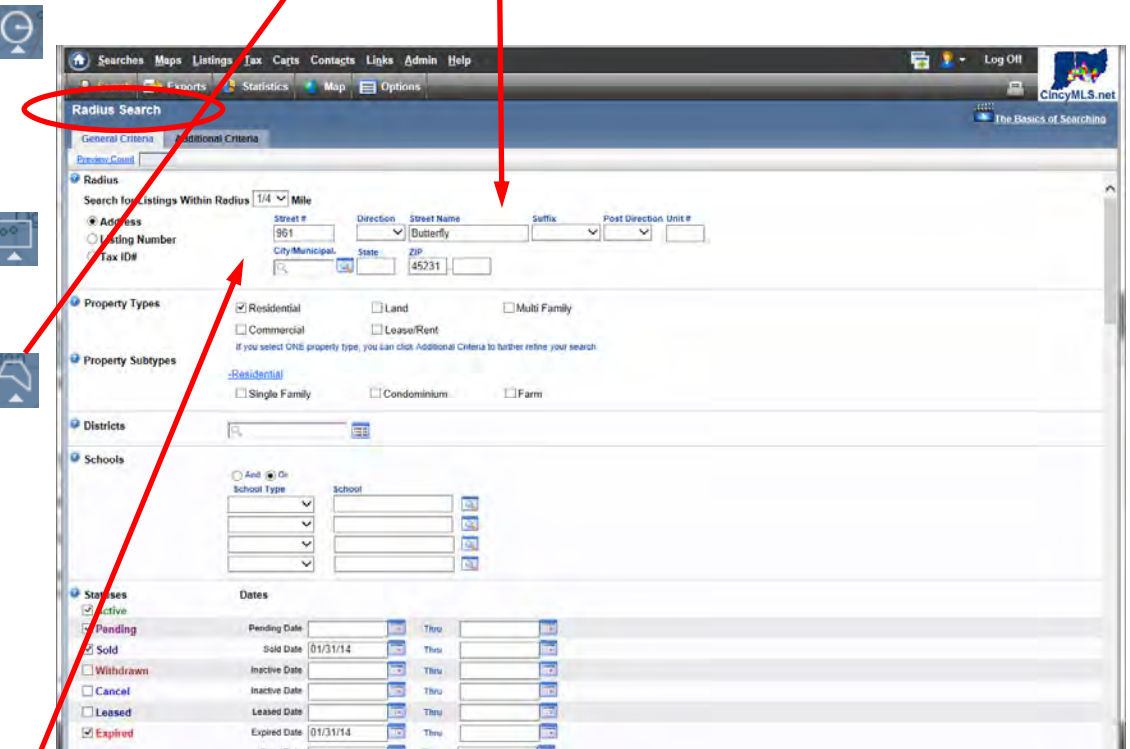 Searches Maps Listings Tax Carts Contacts Links Admin Help Log Off
Exports Statistics Map Options
CincyMLS.net
Radius Search
The Basics of Searching
General Criteria Additional Criteria
Preview Count
Radius
Search for Listings Within Radius 1/4 Mile
Address
Listing Number
Tax ID#
Street # Direction Street Name Suffix Post Direction Unit #
961 Butterfly
City/Municipal. State ZIP
45231 -
Property Types
Residential Land Multi Family
Commercial Lease/Rent
If you select ONE property type, you can click Additional Criteria to further refine your search
Property Subtypes
-Residential
Single Family Condominium Farm
Districts
Schools
And Or
School Type School
Statuses Dates
Active
Pending Pending Date Thru
Sold Sold Date 01/31/14 Thru
Withdrawn Inactive Date Thru
Cancel Inactive Date Thru
Leased Leased Date Thru
Expired Expired Date 01/31/14 Thru